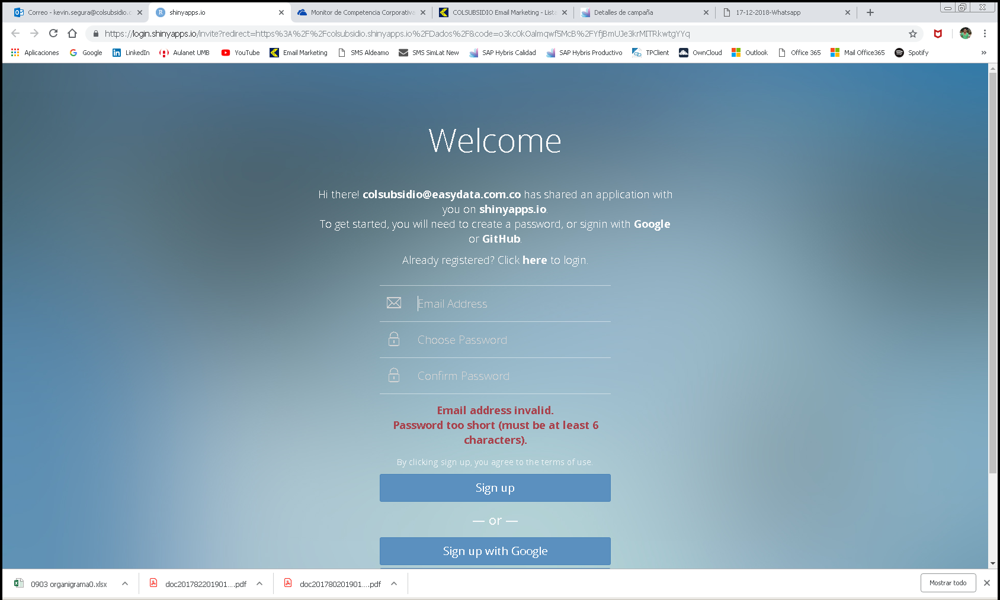 Correo - kevin.segura@colsubsidio.c
shinyapps.io
Monitor de Competencia Corporativa
COLSUBSIDIO Email Marketing - Lista
Detalles de campaña
17-12-2018-Whatsapp
https://login.shinyapps.io/invite?redirect=https%3A%2F%2Fcolsubsidio.shinyapps.io%2FDados%2F&code=o3kc0kOalmqwf5McB%2FYfjBmUJe3krMITRkwtgYYq
Aplicaciones
Google
LinkedIn
Aulanet UMB
YouTube
Email Marketing
SMS Aldeamo
SMS SimLat New
SAP Hybris Calidad
SAP Hybris Productivo
TPClient
OwnCloud
Outlook
Office 365
Mail Office365
Spotify
»
Welcome
Hi there! colsubsidio@easydata.com.co has shared an application with
you on shinyapps.io.
To get started, you will need to create a password, or signin with Google
or GitHub.
Already registered? Click here to login.
Email Address
Choose Password
Confirm Password
Email address invalid.
Password too short (must be at least 6
characters).
By clicking sign up, you agree to the terms of use.
Sign up
— or —
Sign up with Google
0903 organigrama0.xlsx
doc201782201901....pdf
doc201780201901....pdf
Mostrar todo